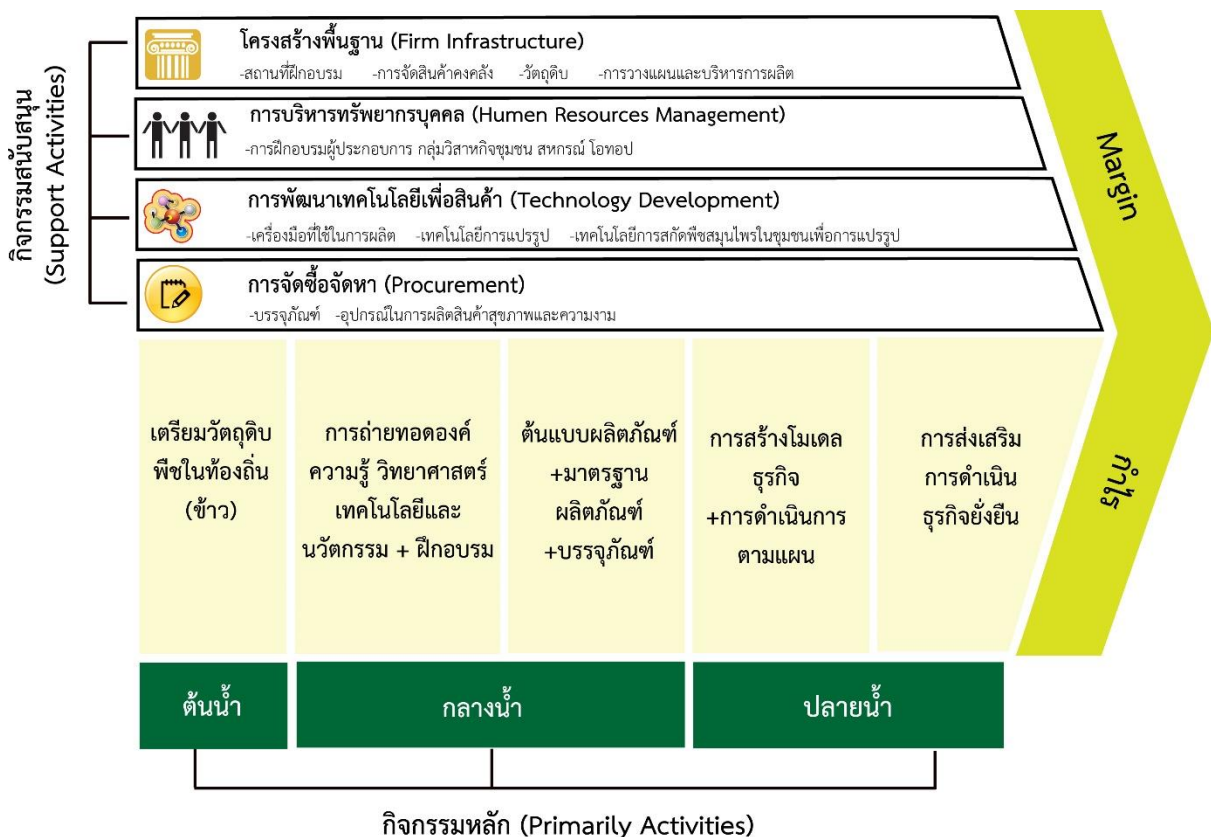 กิจกรรมสนับสนุน
(Support Activities)
โครงสร้างพื้นฐาน (Firm Infrastructure)
-สถานที่ฝึกอบรม -การจัดสินค้าคงคลัง -วัตถุดิบ -การวางแผนและบริหารการผลิต
การบริหารทรัพยากรบุคคล (Humen Resources Management)
-การฝึกอบรมผู้ประกอบการ กลุ่มวิสาหกิจชุมชน สหกรณ์ โอทอป
การพัฒนาเทคโนโลยีเพื่อสินค้า (Technology Development)
-เครื่องมือที่ใช้ในการผลิต -เทคโนโลยีการแปรรูป -เทคโนโลยีการสกัดพืชสมุนไพรในชุมชนเพื่อการแปรรูป
การจัดซื้อจัดหา (Procurement)
-บรรจุภัณฑ์ -อุปกรณ์ในการผลิตสินค้าสุขภาพและความงาม
Margin
กำไร
เตรียมวัตถุดิบ
พืชในท้องถิ่น
(ข้าว)
การถ่ายทอดองค์
ความรู้ วิทยาศาสตร์
เทคโนโลยีและ
นวัตกรรม + ฝึกอบรม
ต้นแบบผลิตภัณฑ์
+มาตรฐาน
ผลิตภัณฑ์
+บรรจุภัณฑ์
การสร้างโมเดล
ธุรกิจ
+การดำเนินการ
ตามแผน
การส่งเสริม
การดำเนิน
ธุรกิจยั่งยืน
ต้นน้ำ
กลางน้ำ
ปลายน้ำ
กิจกรรมหลัก (Primarily Activities)